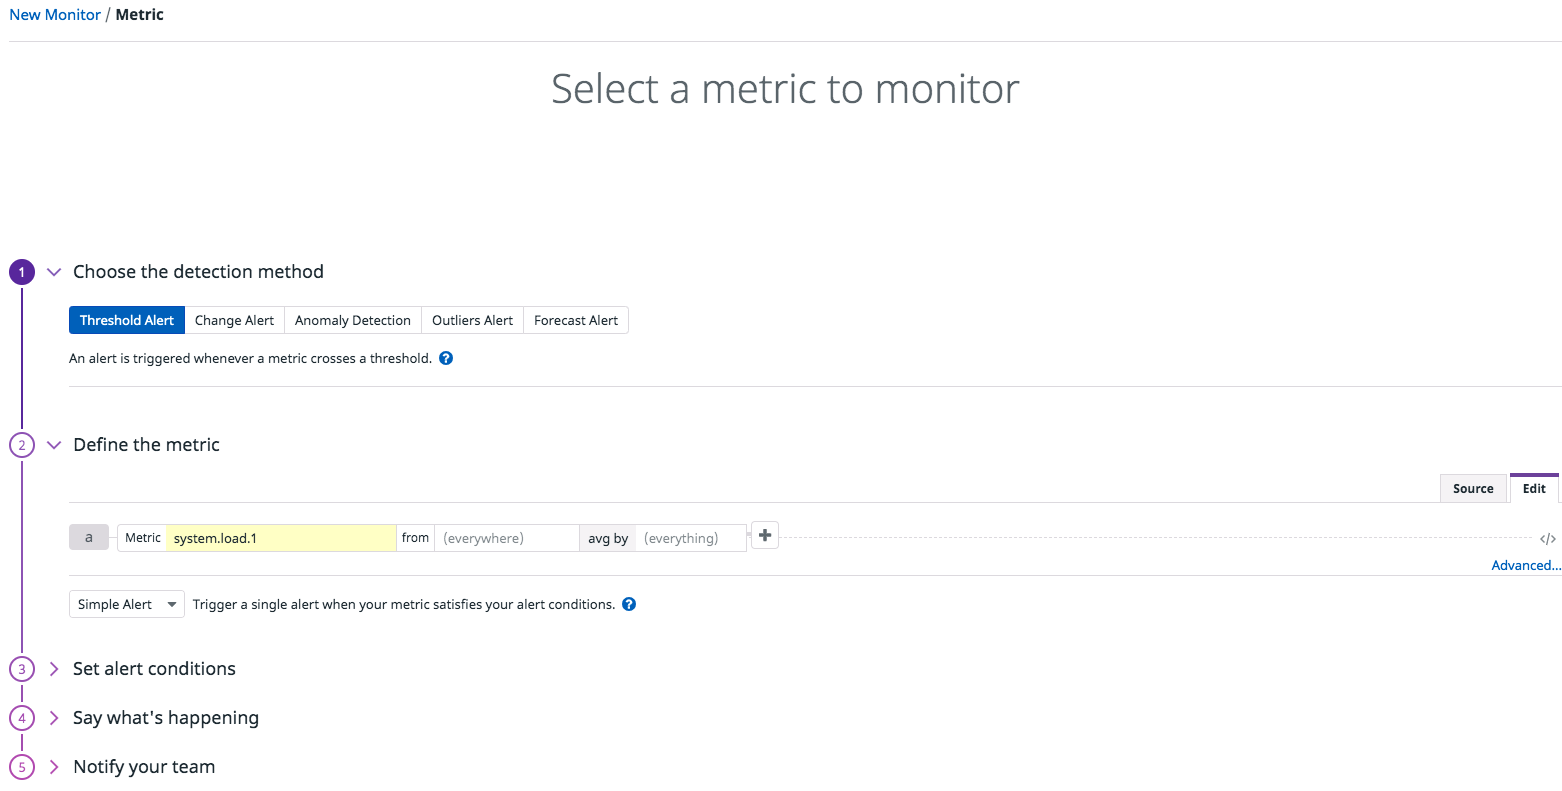 New Monitor / Metric
Select a metric to monitor
1 Choose the detection method
Threshold Alert Change Alert Anomaly Detection Outliers Alert Forecast Alert
An alert is triggered whenever a metric crosses a threshold. ?
2 Define the metric
Source Edit
a Metric system.load.1 from (everywhere) avg by (everything) + </>
Advanced...
Simple Alert Trigger a single alert when your metric satisfies your alert conditions. ?
3 Set alert conditions
4 Say what's happening
5 Notify your team